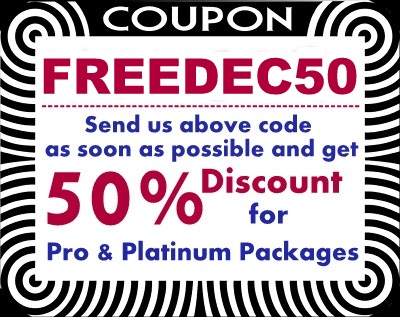 COUPON
FREEDEC50
Send us above code
as soon as possible and get
50% Discount
for
Pro & Platinum Packages